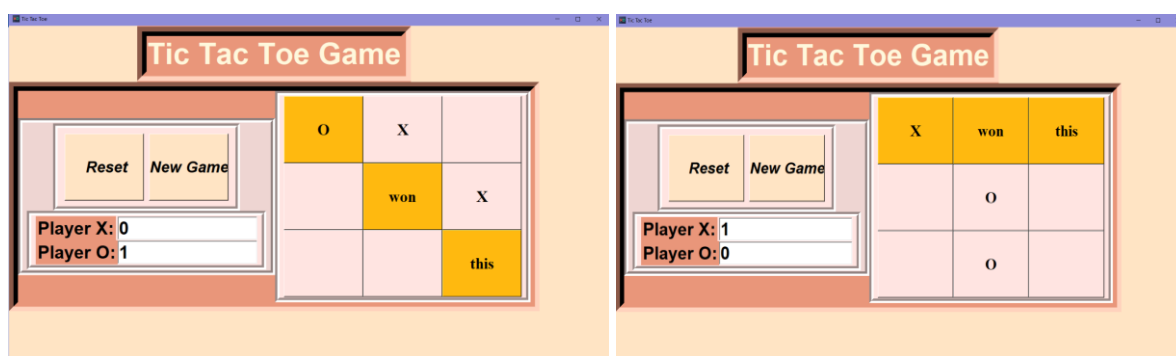 Tic Tac Toe
Tic Tac Toe Game
O X
Reset New Game
won X
Player X: 0
Player O: 1
this
Tic Tac Toe
Tic Tac Toe Game
X won this
Reset New Game
O
Player X: 1
Player O: 0
O